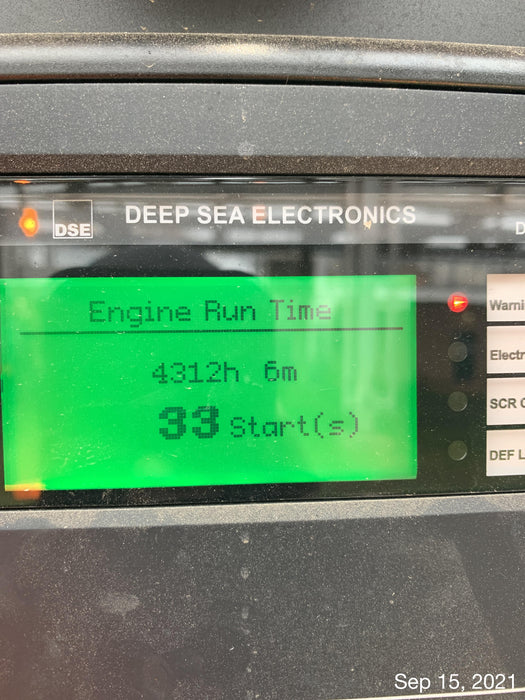 DSE
DEEP SEA ELECTRONICS
D
Engine Run Time
4312h 6m
33 Start(s)
Warni
Electr
SCR
DEF L
Sep 15, 2021